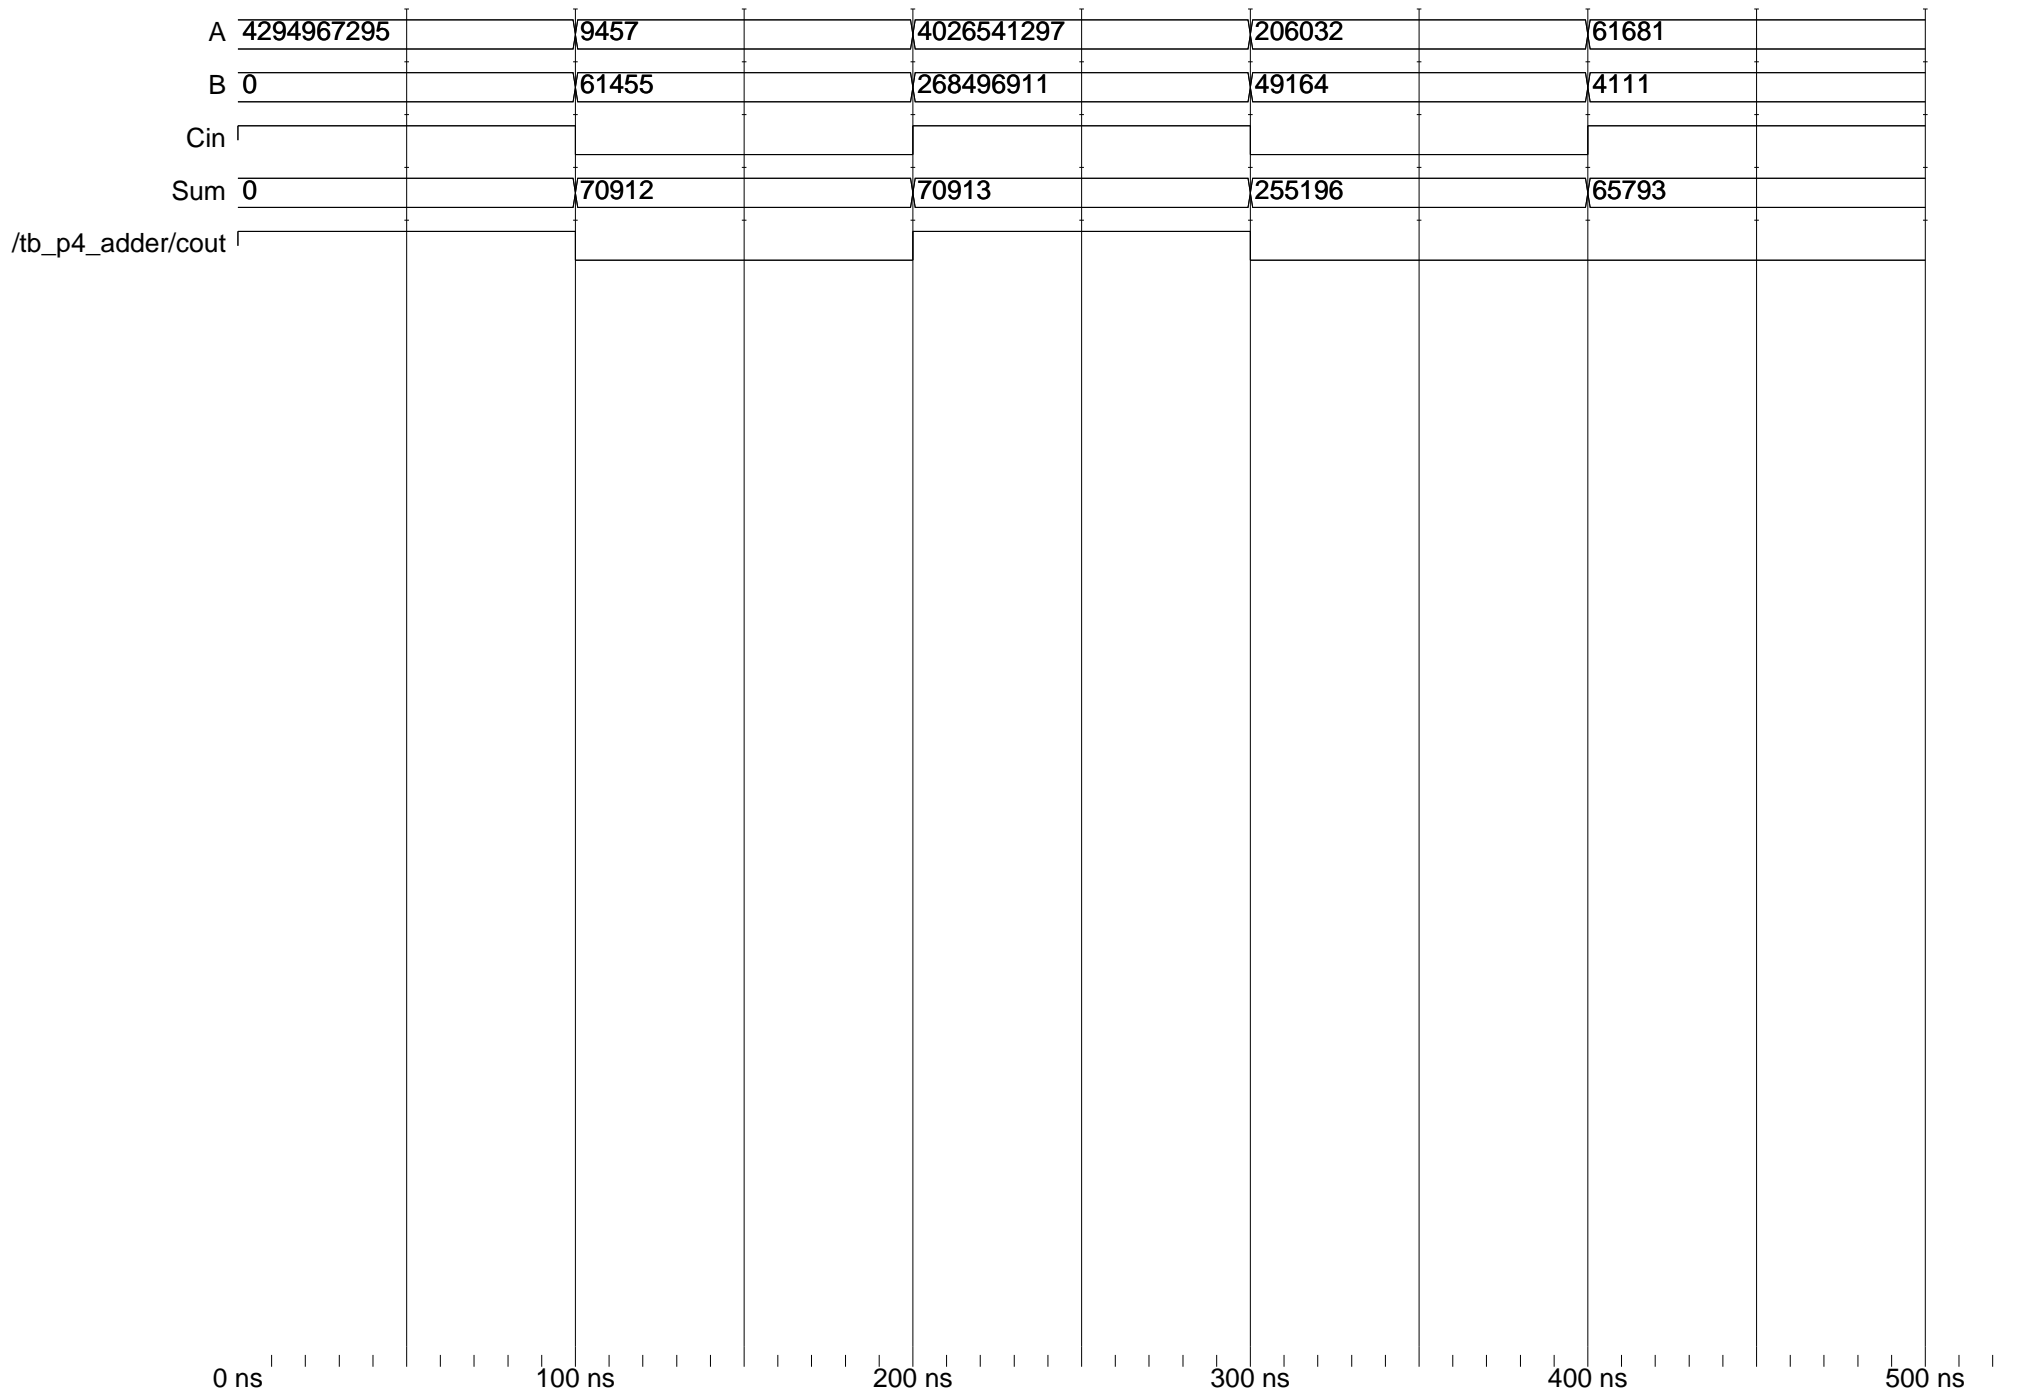 A 4294967295 9457 4026541297 206032 61681
B 0 61455 268496911 49164 4111
Cin
Sum 0 70912 70913 255196 65793
/tb_p4_adder/cout
0 ns 100 ns 200 ns 300 ns 400 ns 500 ns